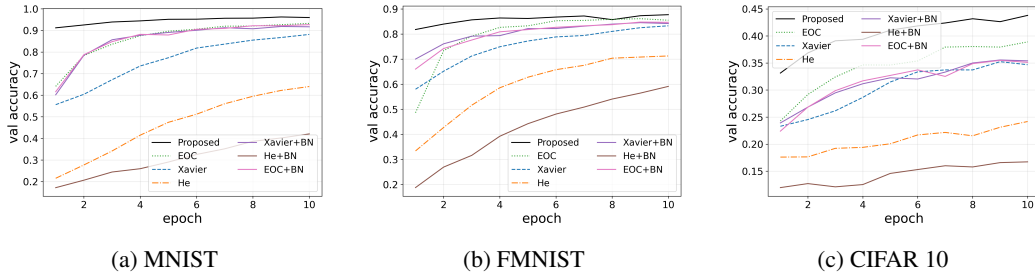 1.0
0.9
0.8
0.7
0.6
0.5
0.4
0.3
0.2
val accuracy
2 4 6 8 10
epoch
Proposed
EOC
Xavier
He
Xavier+BN
He+BN
EOC+BN
(a) MNIST
0.9
0.8
0.7
0.6
0.5
0.4
0.3
0.2
val accuracy
2 4 6 8 10
epoch
Proposed
EOC
Xavier
He
Xavier+BN
He+BN
EOC+BN
(b) FMNIST
0.45
0.40
0.35
0.30
0.25
0.20
0.15
0.10
val accuracy
2 4 6 8 10
epoch
Proposed
EOC
Xavier
He
Xavier+BN
He+BN
EOC+BN
(c) CIFAR 10